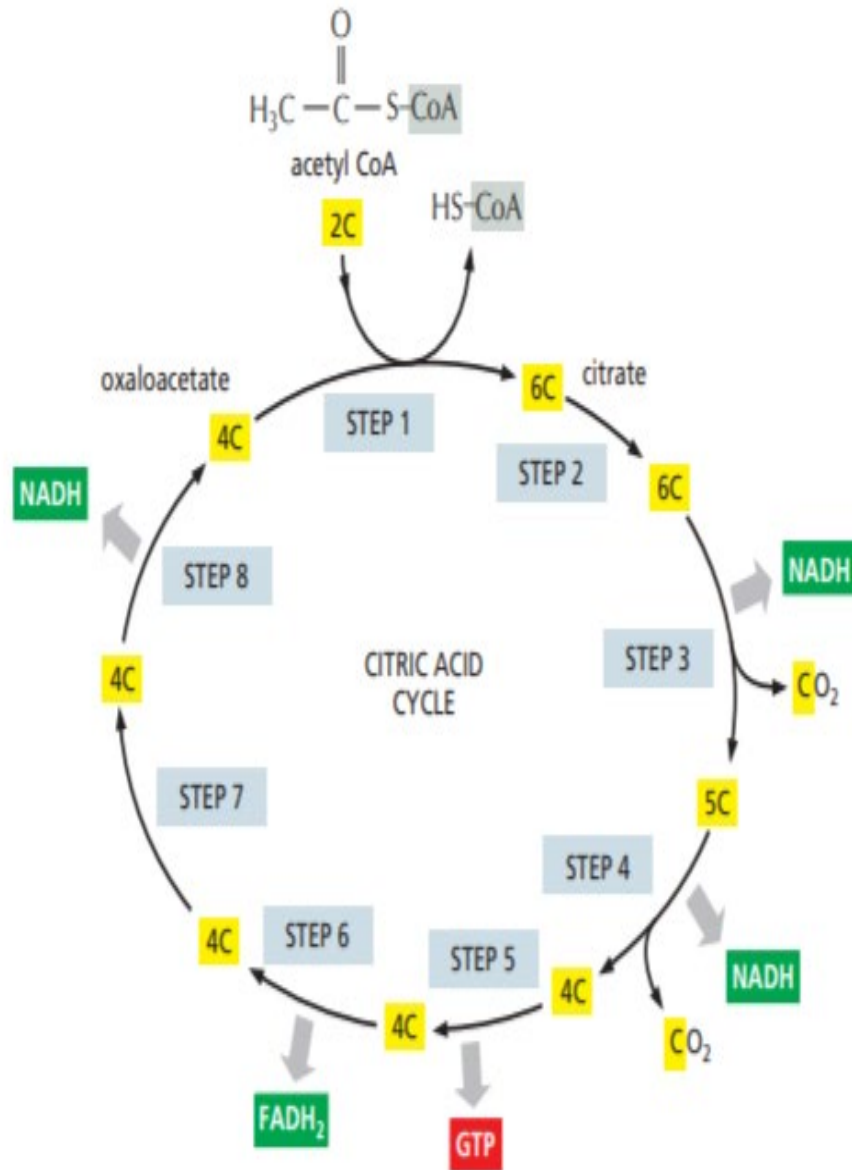 O
H₃C — C — S-CoA
acetyl CoA
HS-CoA
2C
oxaloacetate
citrate
6C
4C
STEP 1
STEP 2
6C
NADH
NADH
STEP 8
STEP 3
CITRIC ACID
CYCLE
4C
CO₂
STEP 7
5C
STEP 4
4C
STEP 6
STEP 5
4C
NADH
4C
CO₂
FADH₂
GTP